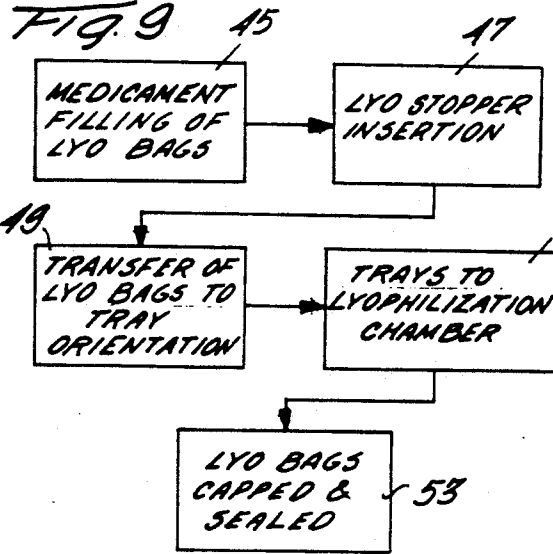 Fig. 9
45
MEDICAMENT
FILLING OF
LYO BAGS
47
LYO STOPPER
INSERTION
49
TRANSFER OF
LYO BAGS TO
TRAY
ORIENTATION
TRAYS TO
LYOPHILIZATION
CHAMBER
LYO BAGS
CAPPED &
SEALED
53